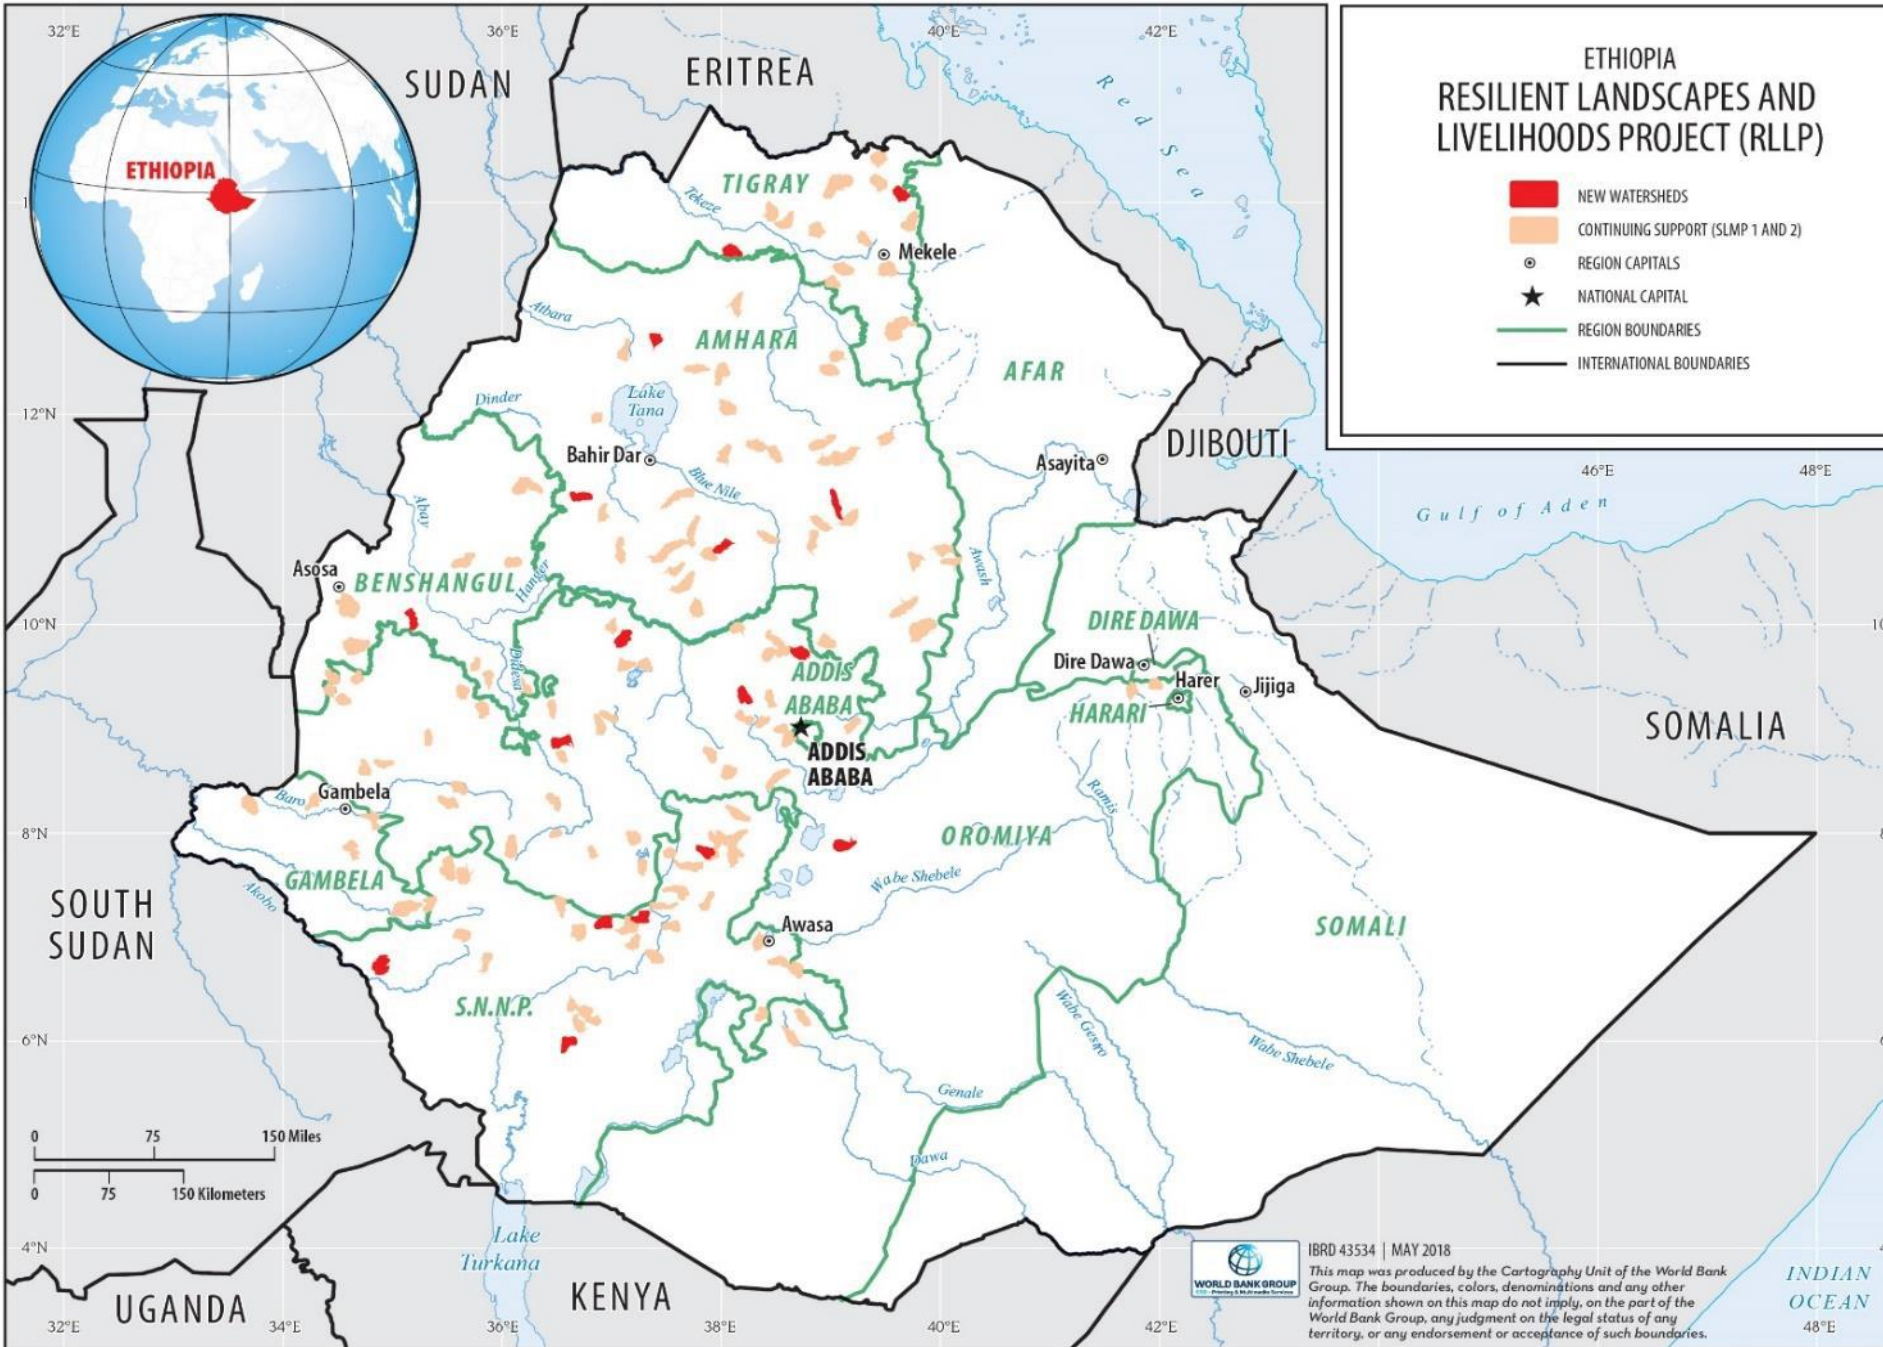 32°E
36°E
40°E
42°E
SUDAN
ERITREA
Red Sea
ETHIOPIA
ETHIOPIA
RESILIENT LANDSCAPES AND
LIVELIHOODS PROJECT (RLLP)
NEW WATERSHEDS
CONTINUING SUPPORT (SLMP 1 AND 2)
REGION CAPITALS
NATIONAL CAPITAL
REGION BOUNDARIES
INTERNATIONAL BOUNDARIES
TIGRAY
Tekeze
Mekele
Atbara
AMHARA
AFAR
Dinder
Lake
Tana
12°N
DJIBOUTI
Bahir Dar
Asayita
46°E
48°E
Blue Nile
Abay
Gulf of Aden
Awash
Asosa
BENSHANGUL
Hanger
10°N
DIRE DAWA
Didesa
Dire Dawa
ADDIS
ABABA
Harer
Jijiga
HARARI
SOMALIA
ADDIS
ABABA
Gambela
Baro
Ramis
8°N
OROMIYA
GAMBELA
Akobo
Wabe Shebele
SOUTH
SUDAN
Awasa
SOMALI
S.N.N.P.
6°N
Wabe Gestro
Wabe Shebele
Genale
0 75 150 Miles
Dawa
0 75 150 Kilometers
Lake
Turkana
4°N
UGANDA
KENYA
WORLD BANK GROUP
IBRD 43534 | MAY 2018
This map was produced by the Cartography Unit of the World Bank
Group. The boundaries, colors, denominations and any other
information shown on this map do not imply, on the part of the
World Bank Group, any judgment on the legal status of any
territory, or any endorsement or acceptance of such boundaries.
INDIAN
OCEAN
32°E
34°E
36°E
38°E
40°E
42°E
48°E